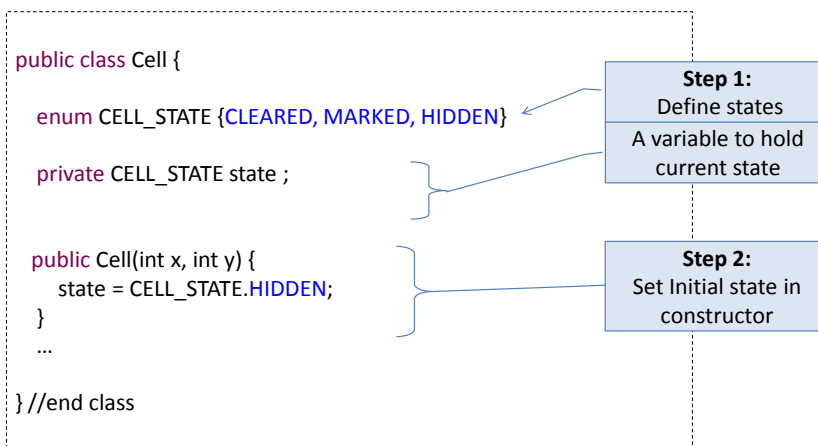 public class Cell {
enum CELL_STATE {CLEARED, MARKED, HIDDEN}
private CELL_STATE state ;
public Cell(int x, int y) {
state = CELL_STATE.HIDDEN;
}
...
} //end class
Step 1:
Define states
A variable to hold
current state
Step 2:
Set Initial state in
constructor